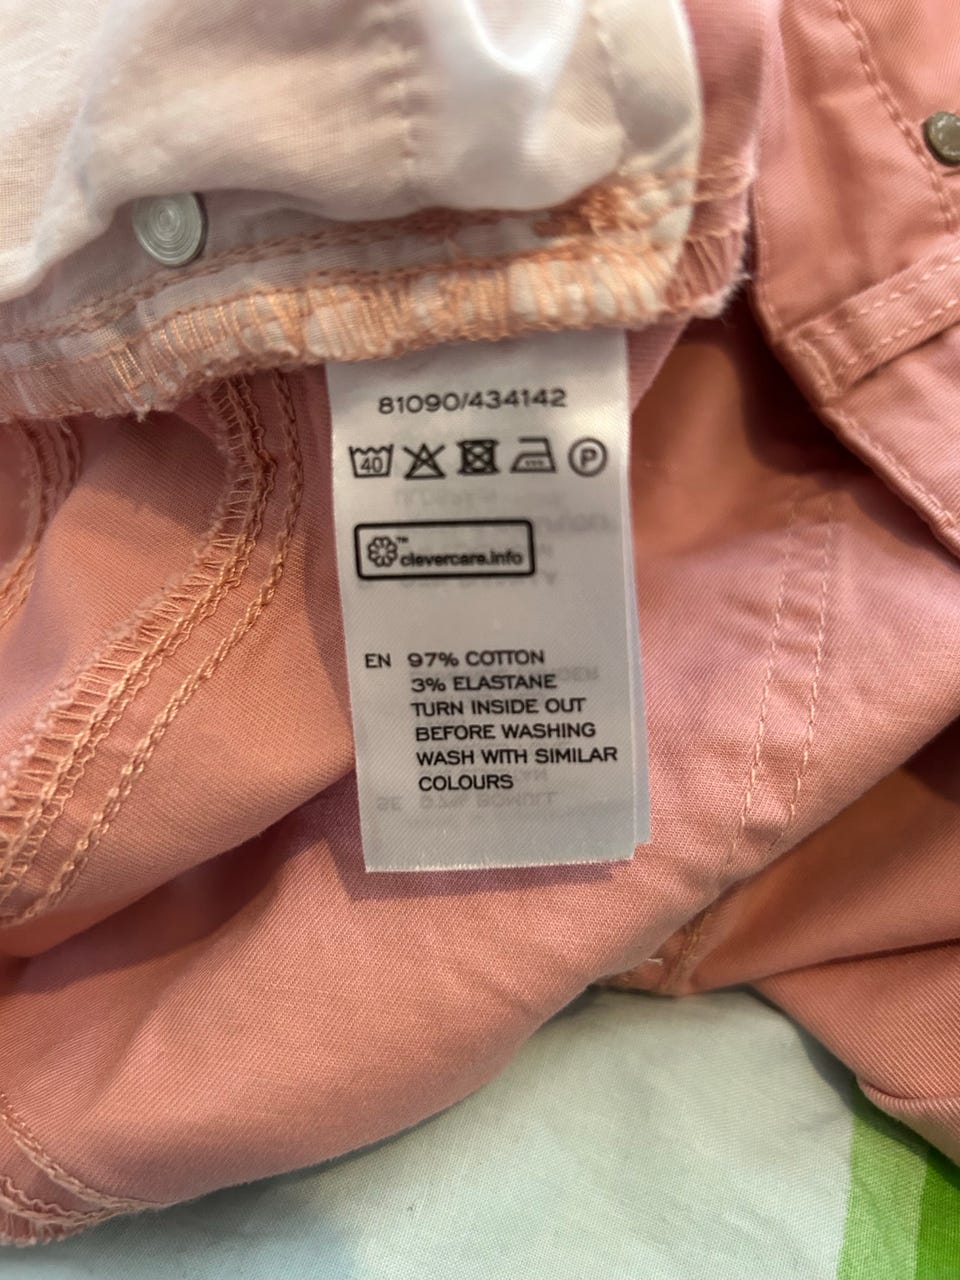 81090/434142
40 P
™
clevercare.info
EN 97% COTTON
3% ELASTANE
TURN INSIDE OUT
BEFORE WASHING
WASH WITH SIMILAR
COLOURS